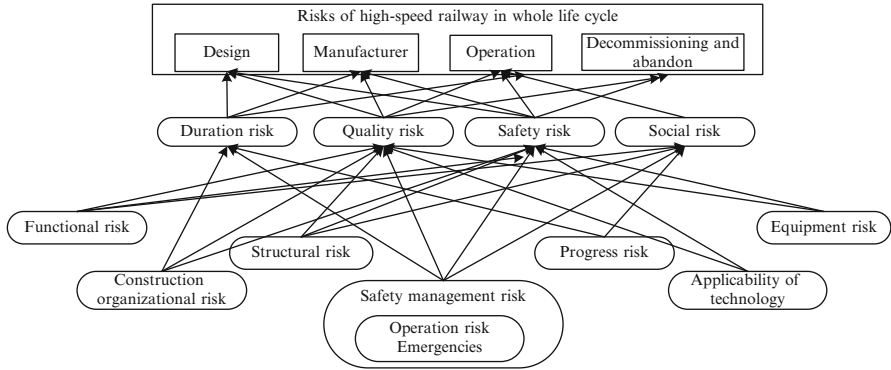 Risks of high-speed railway in whole life cycle
Design
Manufacturer
Operation
Decommissioning and
abandon
Duration risk
Quality risk
Safety risk
Social risk
Functional risk
Equipment risk
Structural risk
Progress risk
Construction
organizational risk
Safety management risk
Applicability of
technology
Operation risk
Emergencies